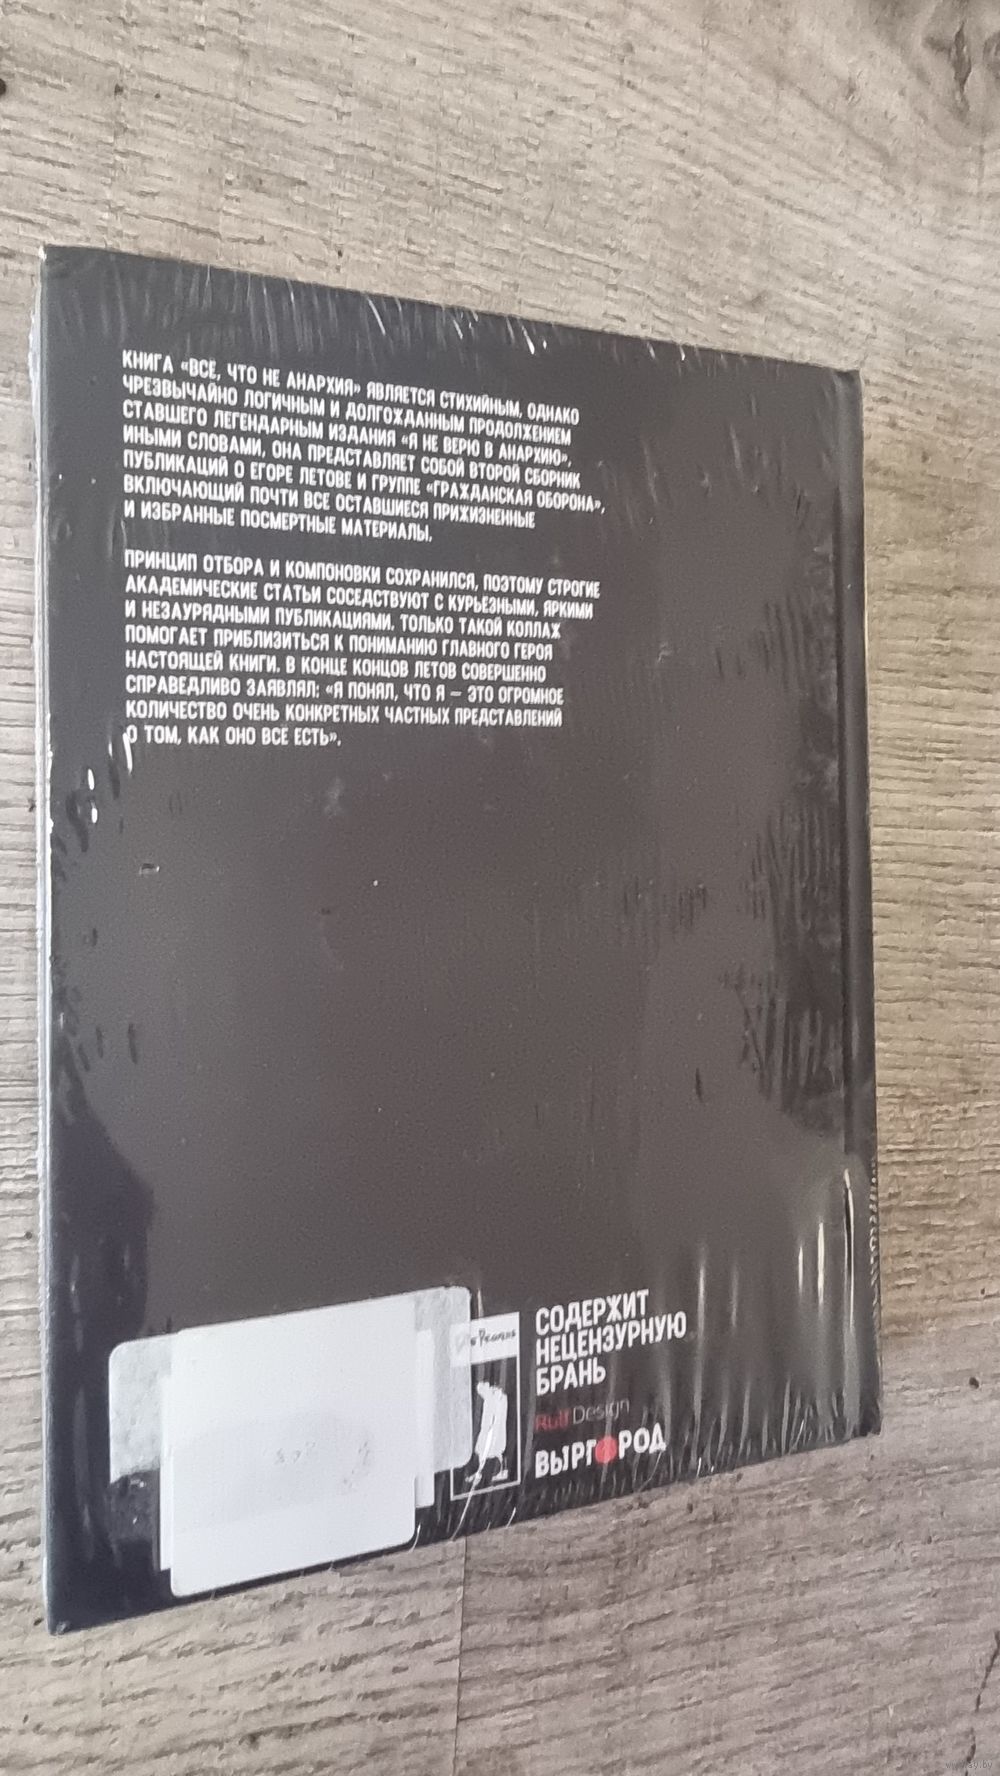 КНИГА «ВСЕ, ЧТО НЕ АНАРХИЯ» ЯВЛЯЕТСЯ СТИХИЙНЫМ, ОДНАКО
ЧРЕЗВЫЧАЙНО ЛОГИЧНЫМ И ДОЛГОЖДАННЫМ ПРОДОЛЖЕНИЕМ
СТАВШЕГО ЛЕГЕНДАРНЫМ ИЗДАНИЯ «Я НЕ ВЕРЮ В АНАРХИЮ»,
ИНЫМИ СЛОВАМИ, ОНА ПРЕДСТАВЛЯЕТ СОБОЙ ВТОРОЙ СБОРНИК
ПУБЛИКАЦИЙ О ЕГОРЕ ЛЕТОВЕ И ГРУППЕ «ГРАЖДАНСКАЯ ОБОРОНА»,
ВКЛЮЧАЮЩИЙ ПОЧТИ ВСЕ ОСТАВШИЕСЯ ПРИЖИЗНЕННЫЕ
И ИЗБРАННЫЕ ПОСМЕРТНЫЕ МАТЕРИАЛЫ.
ПРИНЦИП ОТБОРА И КОМПОНОВКИ СОХРАНИЛСЯ, ПОЭТОМУ СТРОГИЕ
АКАДЕМИЧЕСКИЕ СТАТЬИ СОСЕДСТВУЮТ С КУРЬЕЗНЫМИ, ЯРКИМИ
И НЕЗАУРЯДНЫМИ ПУБЛИКАЦИЯМИ. ТОЛЬКО ТАКОЙ КОЛЛАЖ
ПОМОГАЕТ ПРИБЛИЗИТЬСЯ К ПОНИМАНИЮ ГЛАВНОГО ГЕРОЯ
НАСТОЯЩЕЙ КНИГИ. В КОНЦЕ КОНЦОВ ЛЕТОВ СОВЕРШЕННО
СПРАВЕДЛИВО ЗАЯВЛЯЛ: «Я ПОНЯЛ, ЧТО Я – ЭТО ОГРОМНОЕ
КОЛИЧЕСТВО ОЧЕНЬ КОНКРЕТНЫХ ЧАСТНЫХ ПРЕДСТАВЛЕНИЙ
О ТОМ, КАК ОНО ВСЕ ЕСТЬ».
СОДЕРЖИТ
НЕЦЕНЗУРНУЮ
БРАНЬ
Design
ВЫРГОРОД
www.ay.by